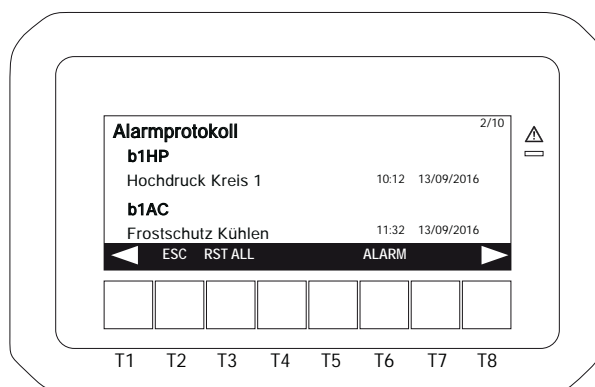 2/10
Alarmprotokoll
b1HP
Hochdruck Kreis 1 10:12 13/09/2016
b1AC
Frostschutz Kühlen 11:32 13/09/2016
ESC RST ALL ALARM
T1 T2 T3 T4 T5 T6 T7 T8